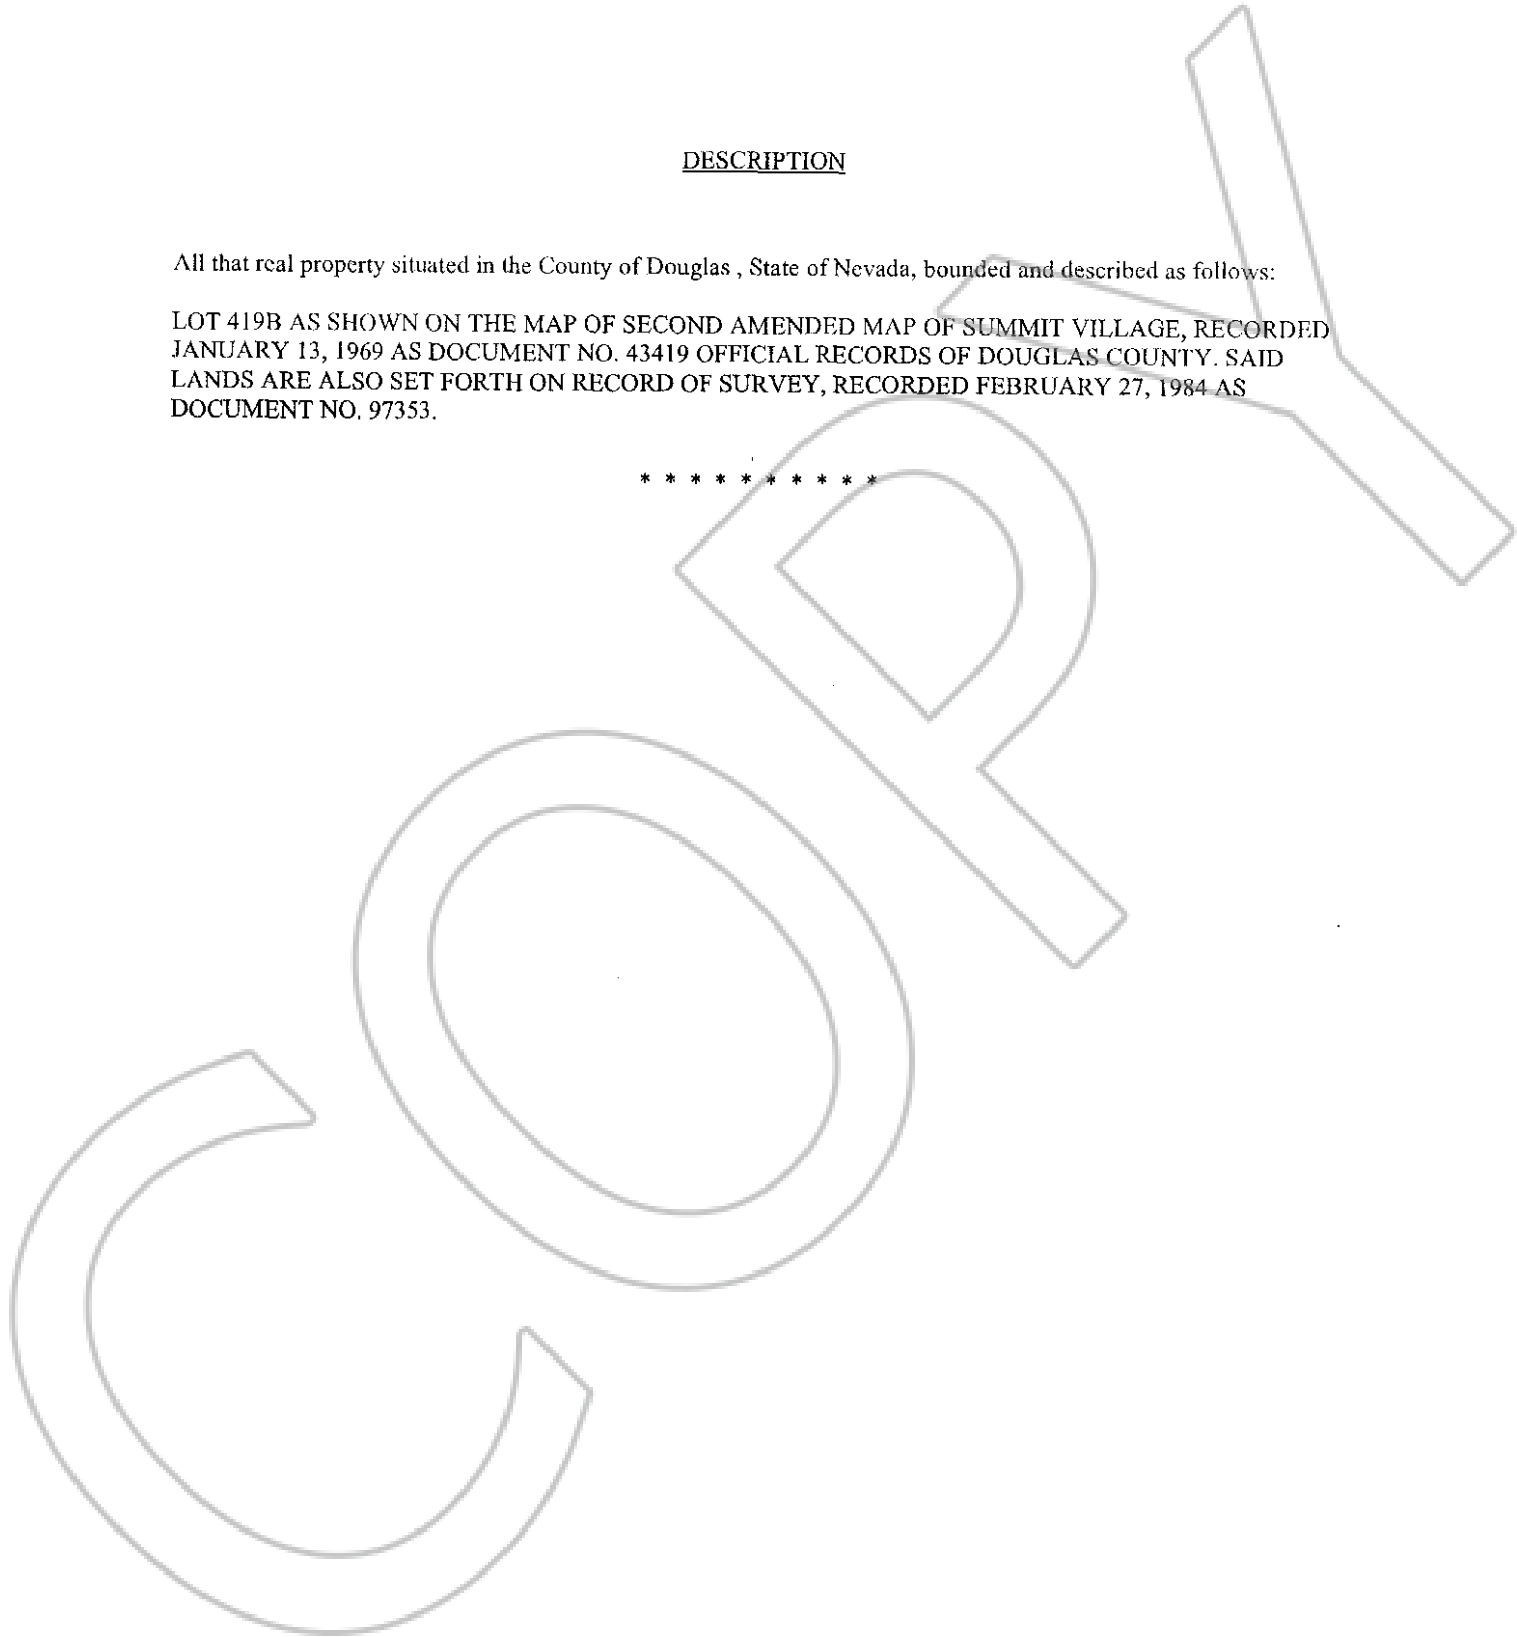 DESCRIPTION
All that real property situated in the County of Douglas , State of Nevada, bounded and described as follows:
LOT 419B AS SHOWN ON THE MAP OF SECOND AMENDED MAP OF SUMMIT VILLAGE, RECORDED
JANUARY 13, 1969 AS DOCUMENT NO. 43419 OFFICIAL RECORDS OF DOUGLAS COUNTY. SAID
LANDS ARE ALSO SET FORTH ON RECORD OF SURVEY, RECORDED FEBRUARY 27, 1984 AS
DOCUMENT NO. 97353.
* * * * * * * * * *
COPY